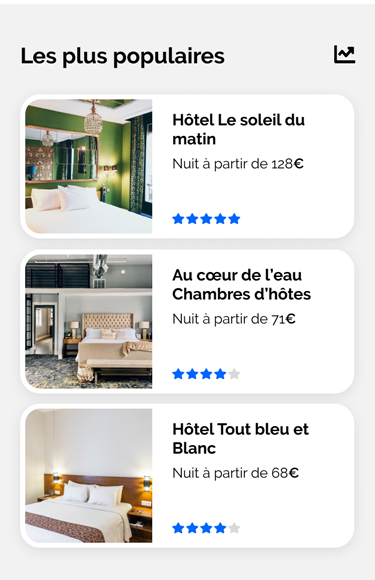 Les plus populaires
Hôtel Le soleil du
matin
Nuit à partir de 128€
Au cœur de l'eau
Chambres d'hôtes
Nuit à partir de 71€
Hôtel Tout bleu et
Blanc
Nuit à partir de 68€